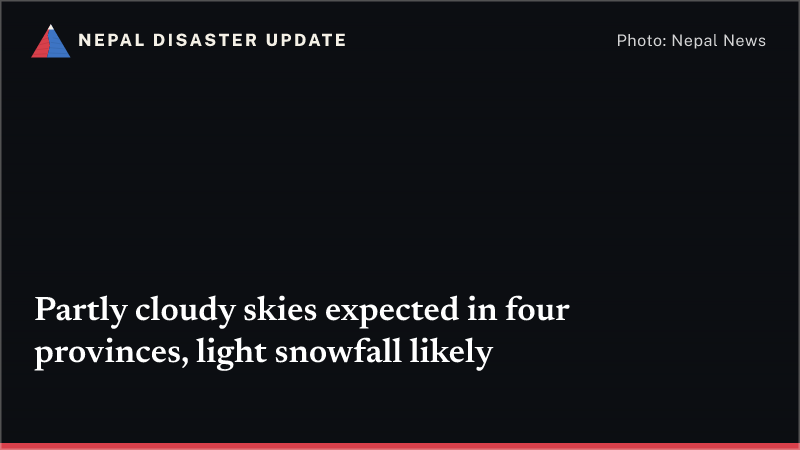 NEPAL DISASTER UPDATE
Photo: Nepal News
Partly cloudy skies expected in four
provinces, light snowfall likely